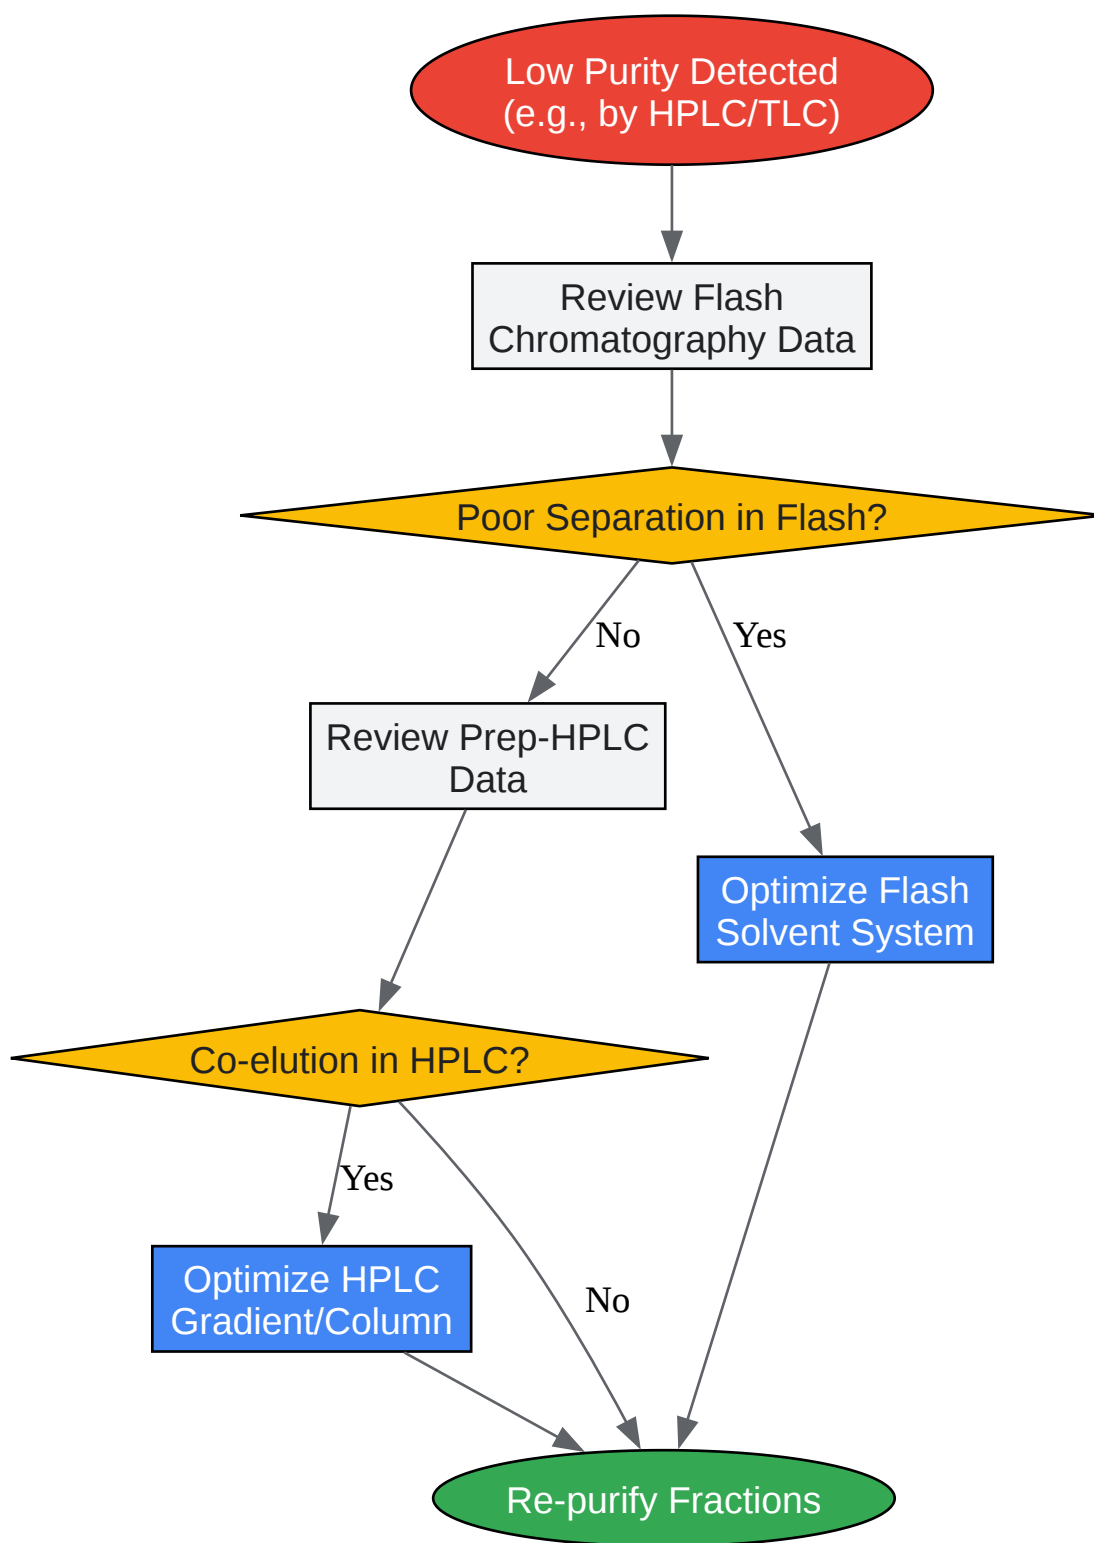 Low Purity Detected
(e.g., by HPLC/TLC)
Review Flash
Chromatography Data
Poor Separation in Flash?
No
Yes
Review Prep-HPLC
Data
Optimize Flash
Solvent System
Co-elution in HPLC?
Yes
Optimize HPLC
Gradient/Column
No
Re-purify Fractions